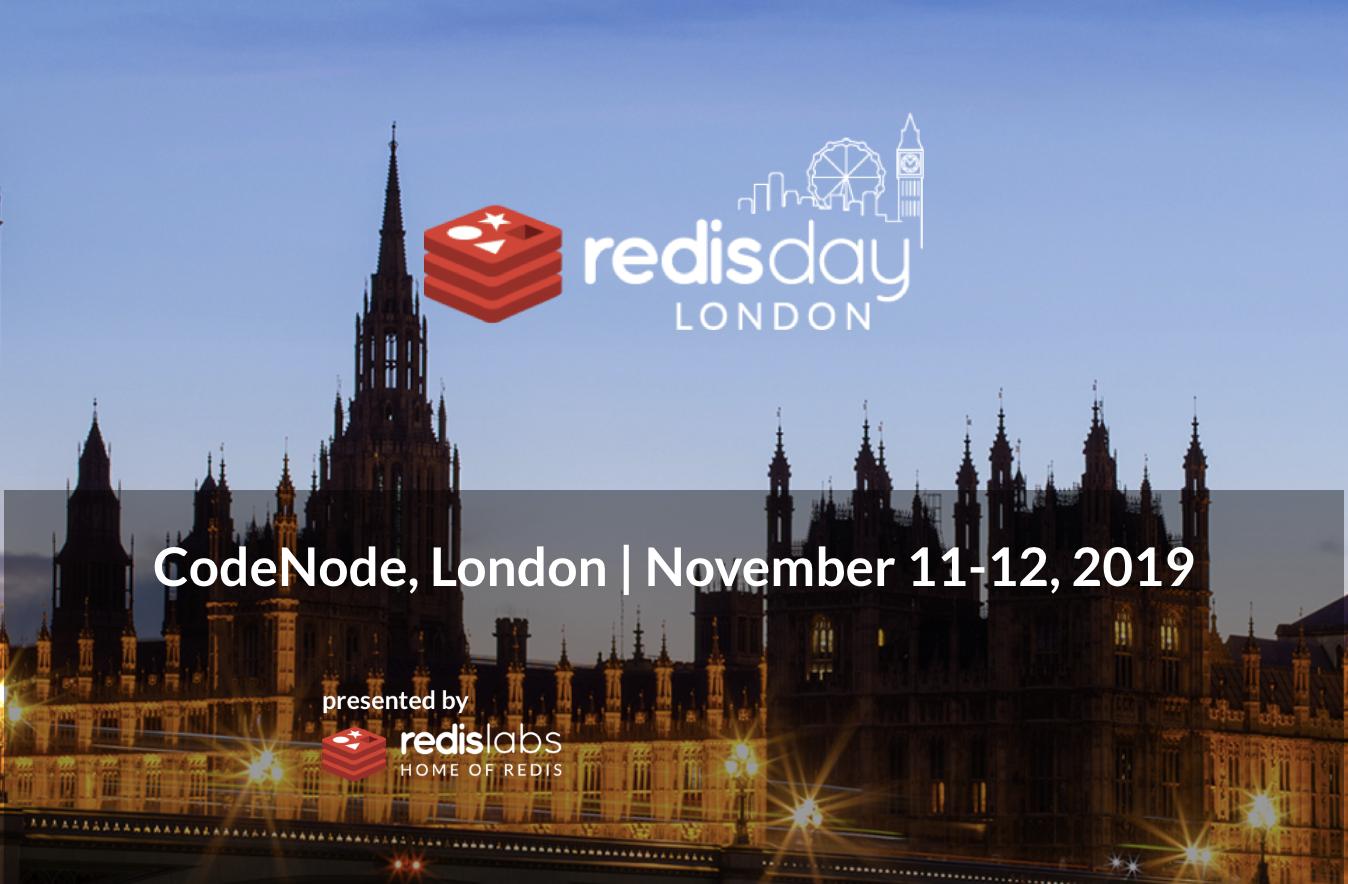 redisday
LONDON
CodeNode, London | November 11-12, 2019
presented by
redislabs
HOME OF REDIS